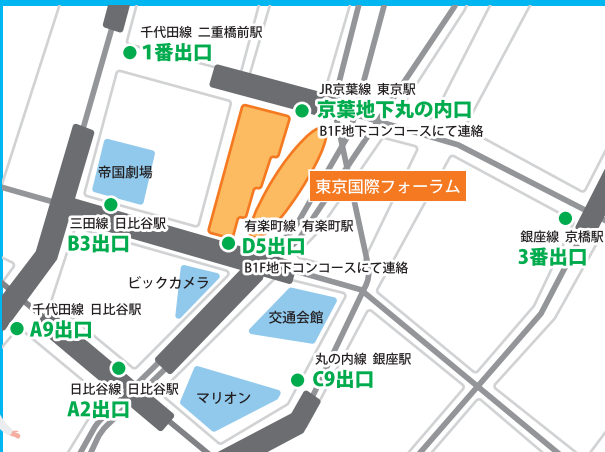 千代田線 二重橋前駅
1番出口
JR京葉線 東京駅
京葉地下丸の内口
B1F地下コンコースにて連絡
帝国劇場
東京国際フォーラム
三田線 日比谷駅
B3出口
有楽町線 有楽町駅
D5出口
B1F地下コンコースにて連絡
銀座線 京橋駅
3番出口
ビックカメラ
千代田線 日比谷駅
A9出口
交通会館
丸の内線 銀座駅
C9出口
日比谷線 日比谷駅
A2出口
マリオン